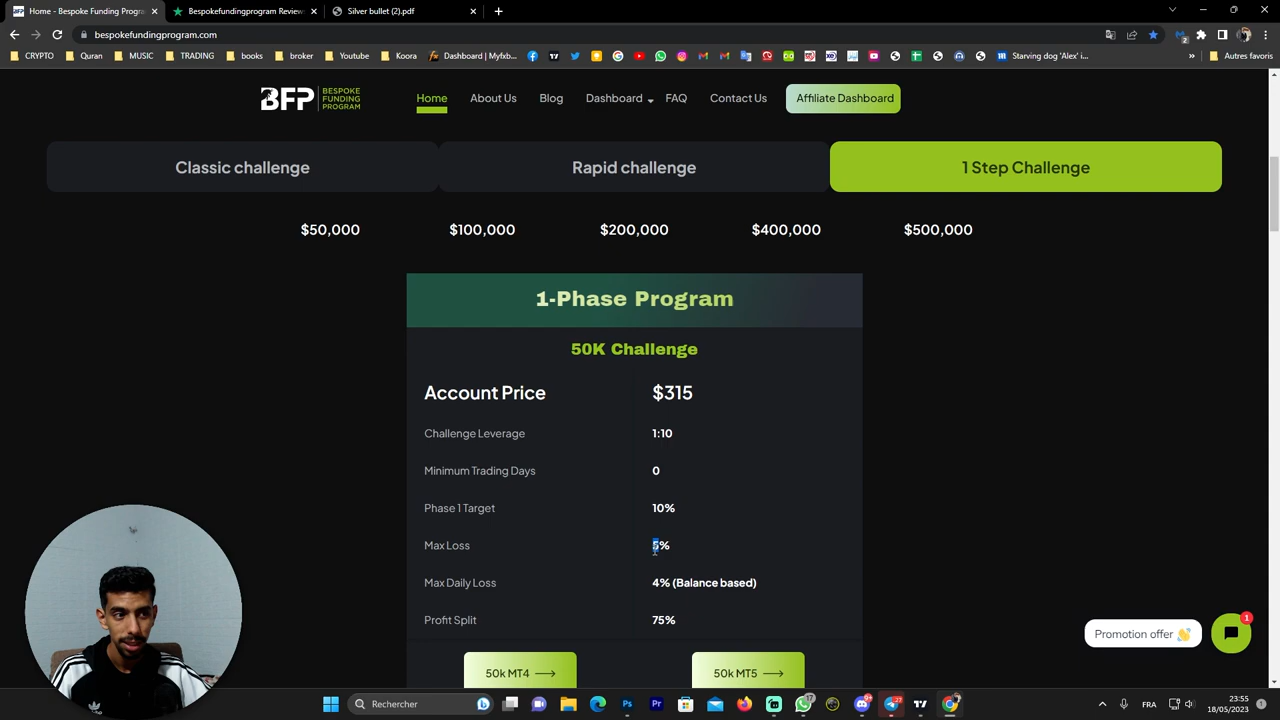 Home - Bespoke Funding Progra
Bespokefundingprogram Review
Silver bullet (2).pdf
bespokefundingprogram.com
CRYPTO
Quran
MUSIC
TRADING
books
broker
Youtube
Koora
Dashboard | Myfxb...
Starving dog 'Alex' i...
Autres favoris
BFP BESPOKE
FUNDING
PROGRAM
Home
About Us
Blog
Dashboard
FAQ
Contact Us
Affiliate Dashboard
Classic challenge
Rapid challenge
1 Step Challenge
$50,000
$100,000
$200,000
$400,000
$500,000
1-Phase Program
50K Challenge
Account Price $315
Challenge Leverage 1:10
Minimum Trading Days 0
Phase 1 Target 10%
Max Loss 5%
Max Daily Loss 4% (Balance based)
Profit Split 75%
50k MT4
50k MT5
Promotion offer 👋
1
Rechercher
FRA
23:55
18/05/2023